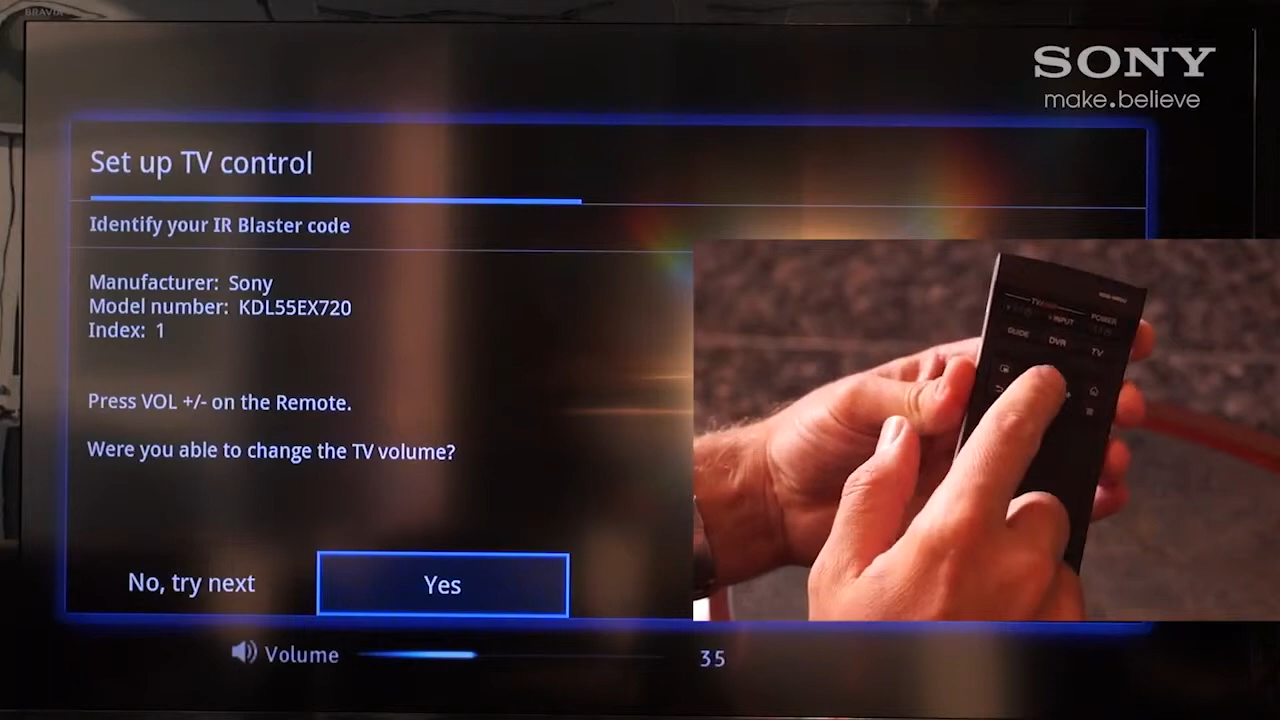 BRAVIA
SONY
make.believe
Set up TV control
Identify your IR Blaster code
Manufacturer: Sony
Model number: KDL55EX720
Index: 1
Press VOL +/- on the Remote.
Were you able to change the TV volume?
No, try next
Yes
Volume
35
TV
INPUT
POWER
GUIDE
DVR
TV